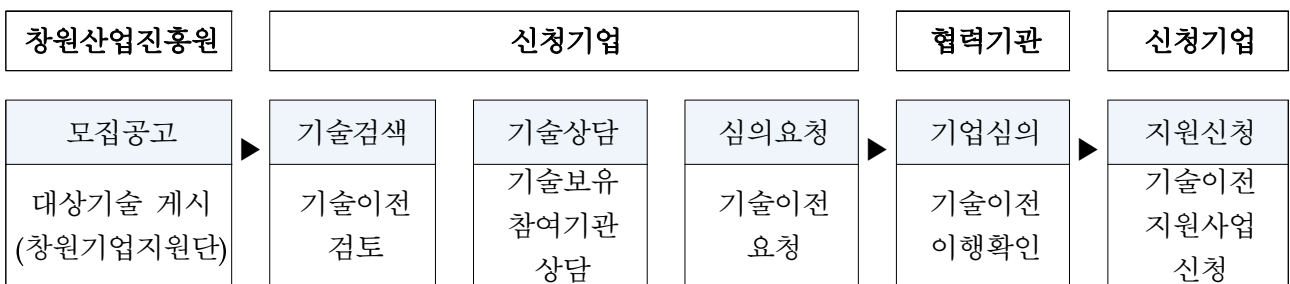 창원산업진흥원 신청기업 협력기관 신청기업
모집공고 ▶ 기술검색 기술상담 심의요청 ▶ 기업심의 ▶ 지원신청
대상기술 게시
(창원기업지원단)
기술이전
검토
기술보유
참여기관
상담
기술이전
요청
기술이전
이행확인
기술이전
지원사업
신청